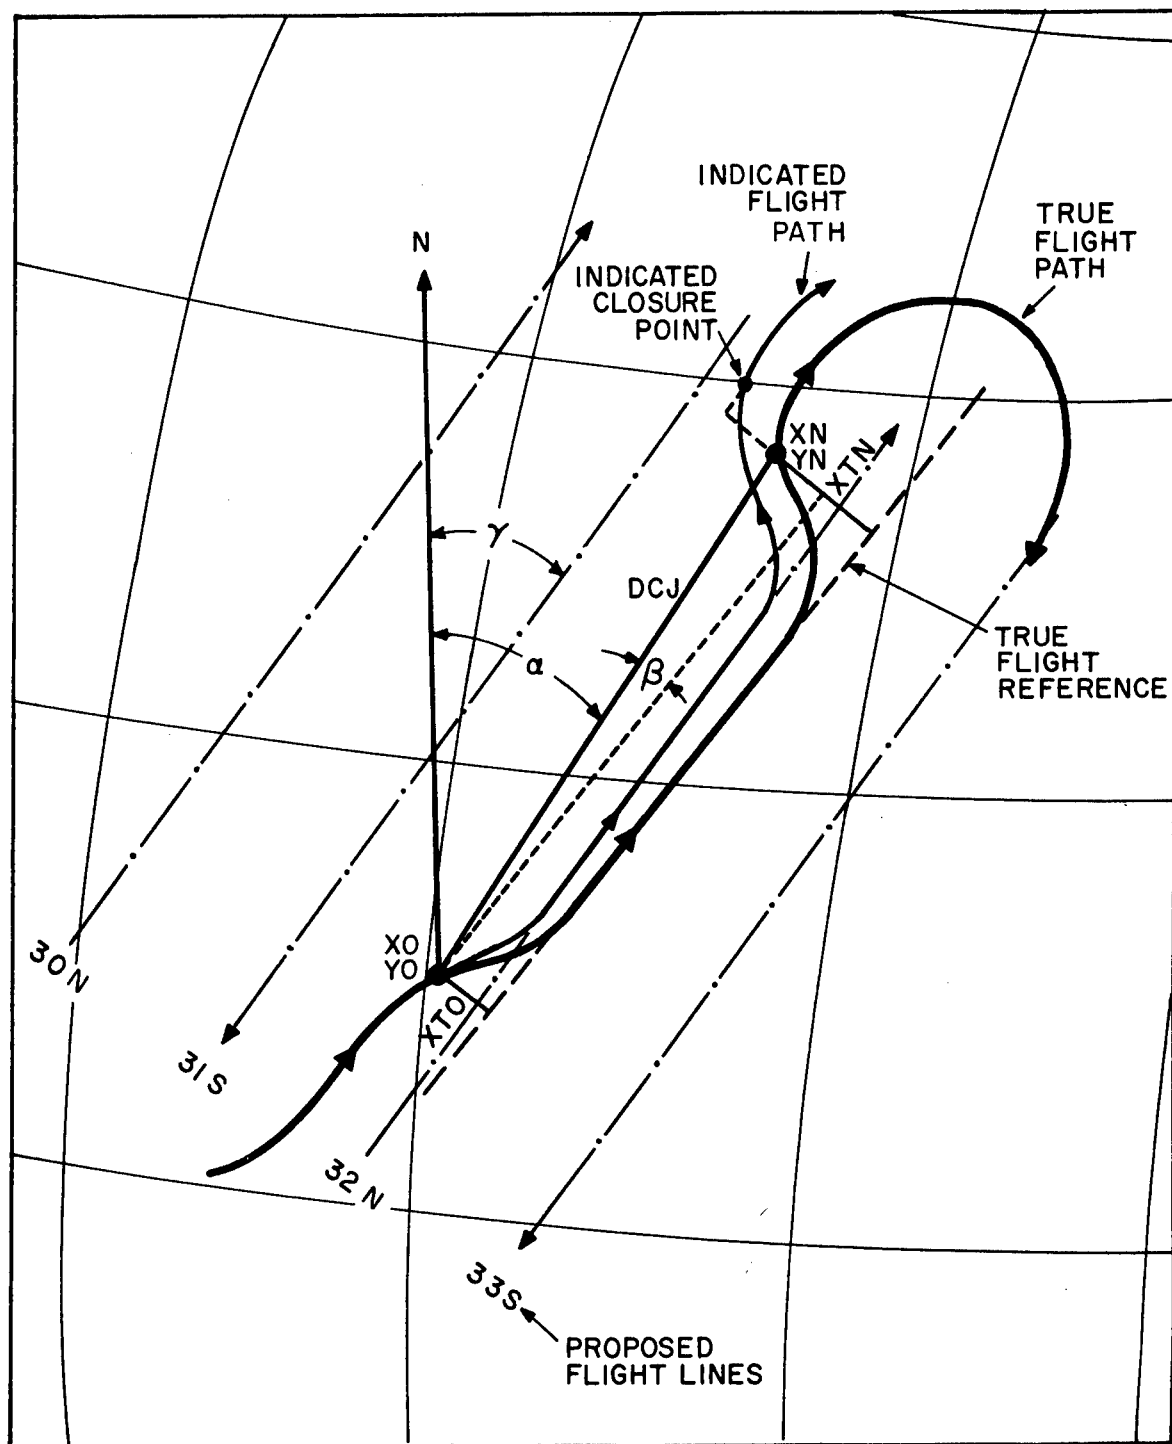 INDICATED
FLIGHT
PATH
TRUE
FLIGHT
PATH
N
INDICATED
CLOSURE
POINT
XN
YN
XTN
γ
DCJ
α
β
TRUE
FLIGHT
REFERENCE
XO
YO
XTO
30N
31S
32N
33S
PROPOSED
FLIGHT LINES